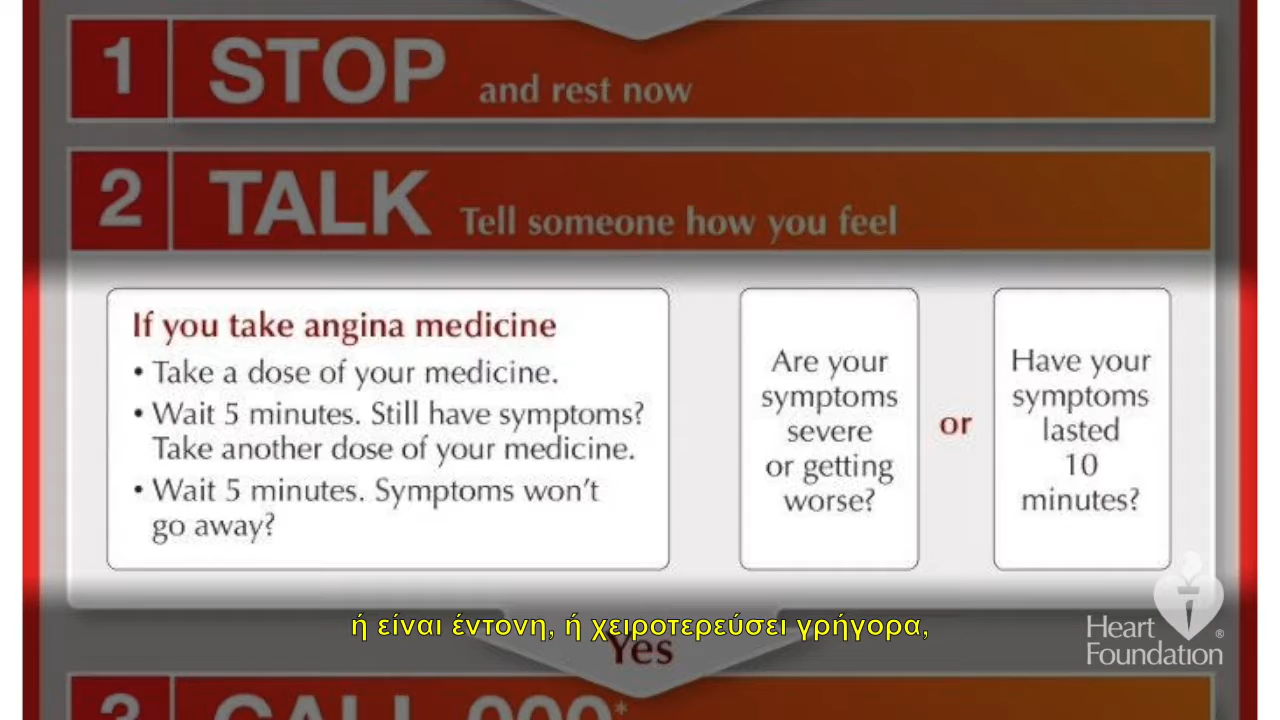 1 STOP and rest now
2 TALK Tell someone how you feel
If you take angina medicine
• Take a dose of your medicine.
• Wait 5 minutes. Still have symptoms?
Take another dose of your medicine.
• Wait 5 minutes. Symptoms won't
go away?
Are your
symptoms
severe
or getting
worse?
or
Have your
symptoms
lasted
10
minutes?
ή είναι έντονη, ή χειροτερεύσει γρήγορα,
Yes
Heart
Foundation®
3 CALL 000*